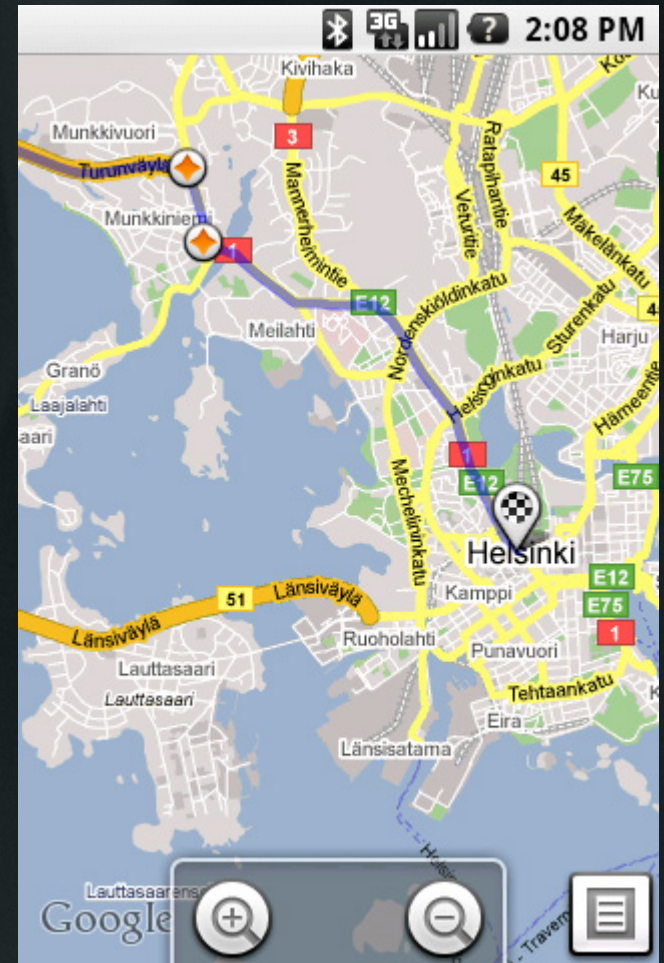 3G
?
2:08 PM
Kivihaka
Munkkivuori
3
Turunväylä
Ratapihantie
45
Mannerheimintie
Veturitie
Munkkiniemi
1
Mäkelänkatu
E12
Nordenskiöldinkatu
Sturenkatu
Meilahti
Harju
Granö
Helsinginkatu
Laajalahti
Hämeentie
1
E12
E75
Mechelininkatu
Helsinki
51
Länsiväylä
Kamppi
E12
E75
Länsiväylä
Ruoholahti
1
Punavuori
Lauttasaari
Lauttasaari
Tehtaankatu
Eira
Länsisatama
Google